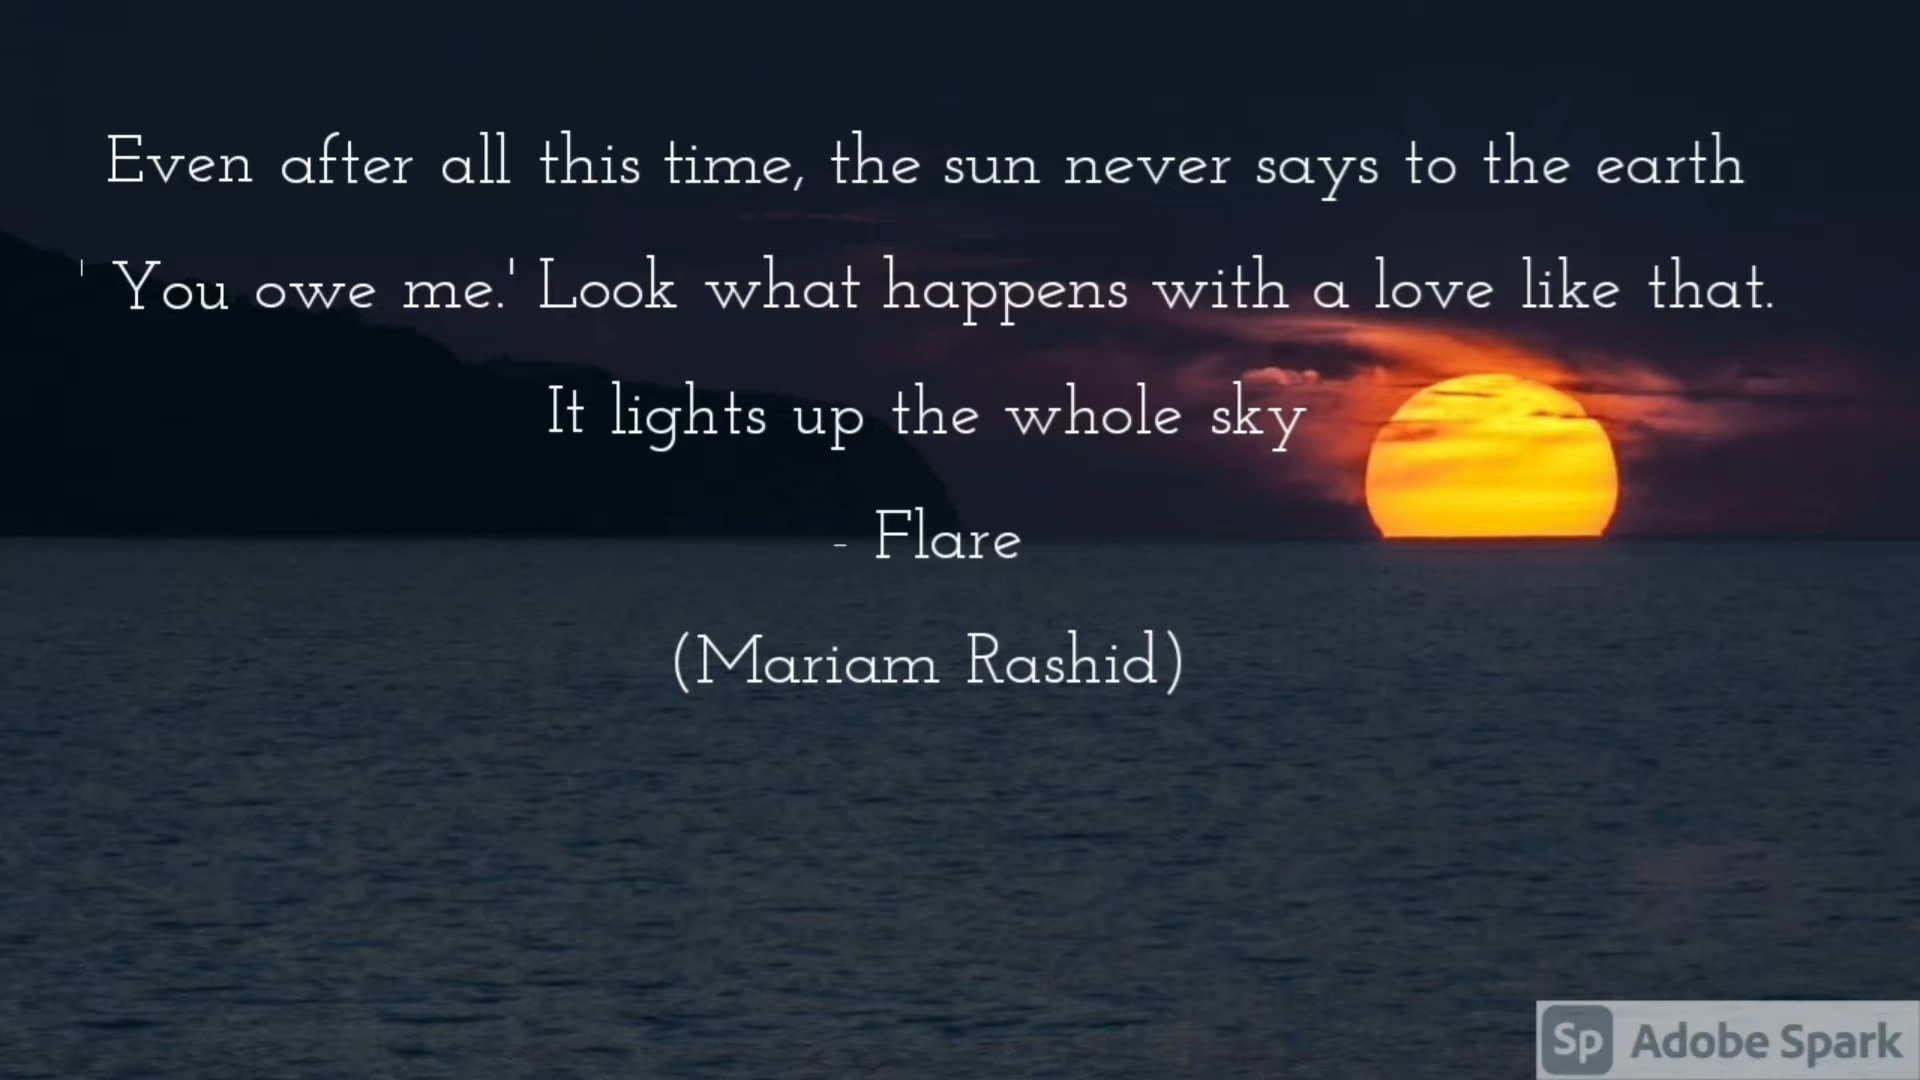 Even after all this time, the sun never says to the earth
' You owe me.' Look what happens with a love like that.
It lights up the whole sky
- Flare
(Mariam Rashid)
Sp Adobe Spark